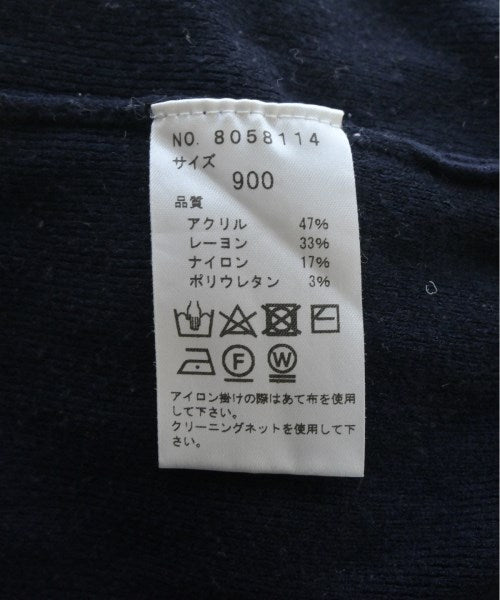 NO. 8058114
サイズ
900
品質
アクリル 47%
レーヨン 33%
ナイロン 17%
ポリウレタン 3%
F W
アイロン掛けの際はあて布を使用
して下さい。
クリーニングネットを使用して下
さい。